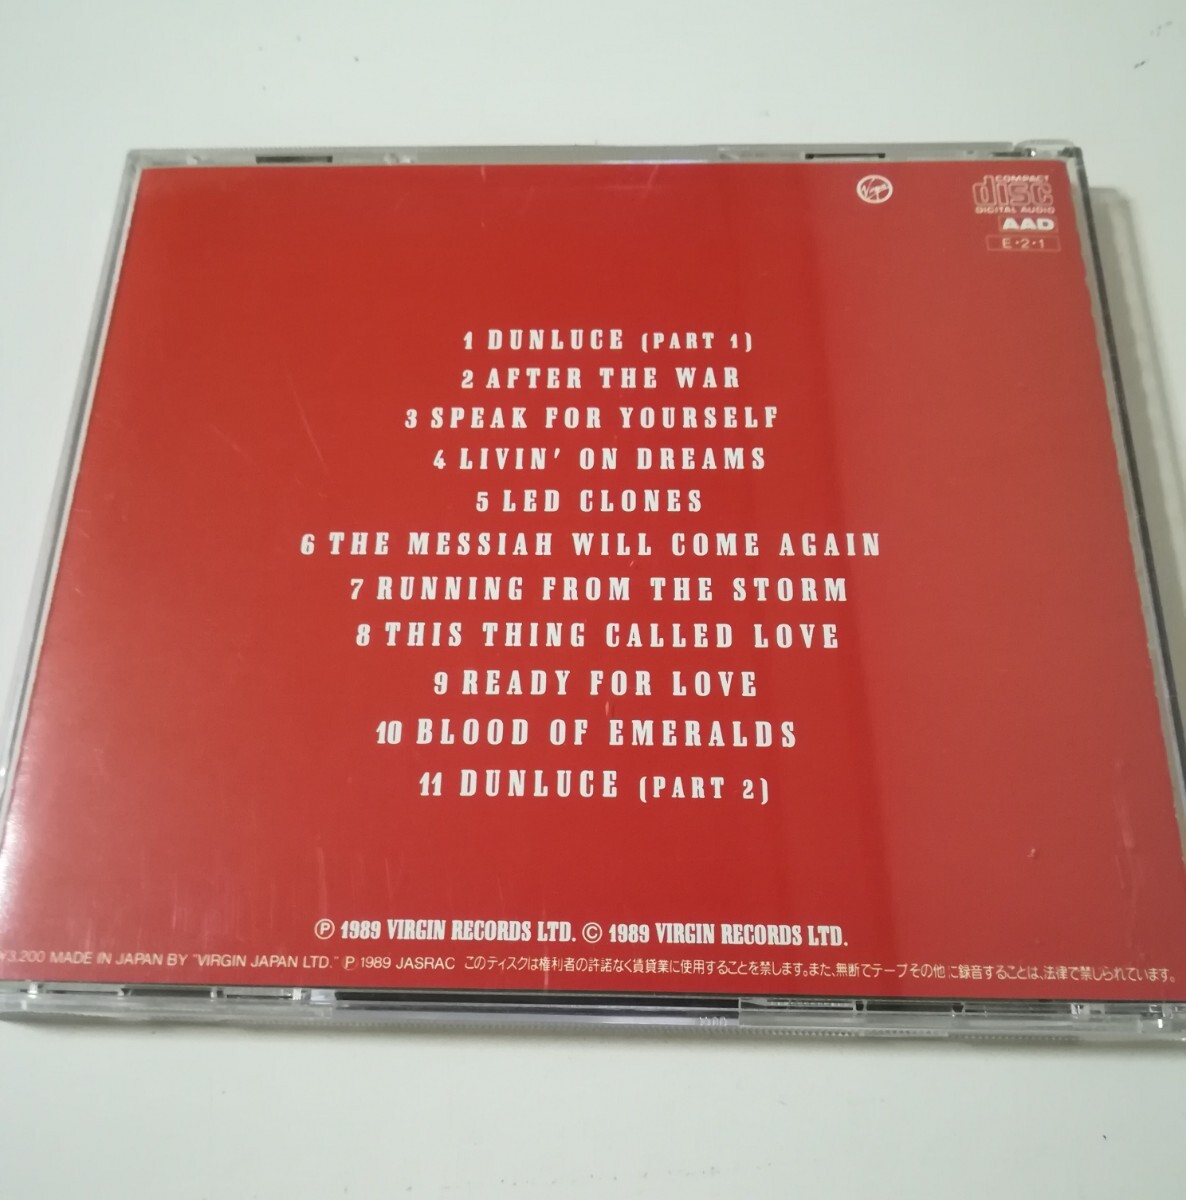 Virgin
COMPACT
disc
DIGITAL AUDIO
AAD
E・2・1
1 DUNLUCE (PART 1)
2 AFTER THE WAR
3 SPEAK FOR YOURSELF
4 LIVIN' ON DREAMS
5 LED CLONES
6 THE MESSIAH WILL COME AGAIN
7 RUNNING FROM THE STORM
8 THIS THING CALLED LOVE
9 READY FOR LOVE
10 BLOOD OF EMERALDS
11 DUNLUCE (PART 2)
Ⓟ 1989 VIRGIN RECORDS LTD. © 1989 VIRGIN RECORDS LTD.
¥3,200 MADE IN JAPAN BY "VIRGIN JAPAN LTD." Ⓟ 1989 JASRAC このディスクは権利者の許諾なく賃貸業に使用することを禁じます。また、無断でテープその他に録音することは、法律で禁じられています。